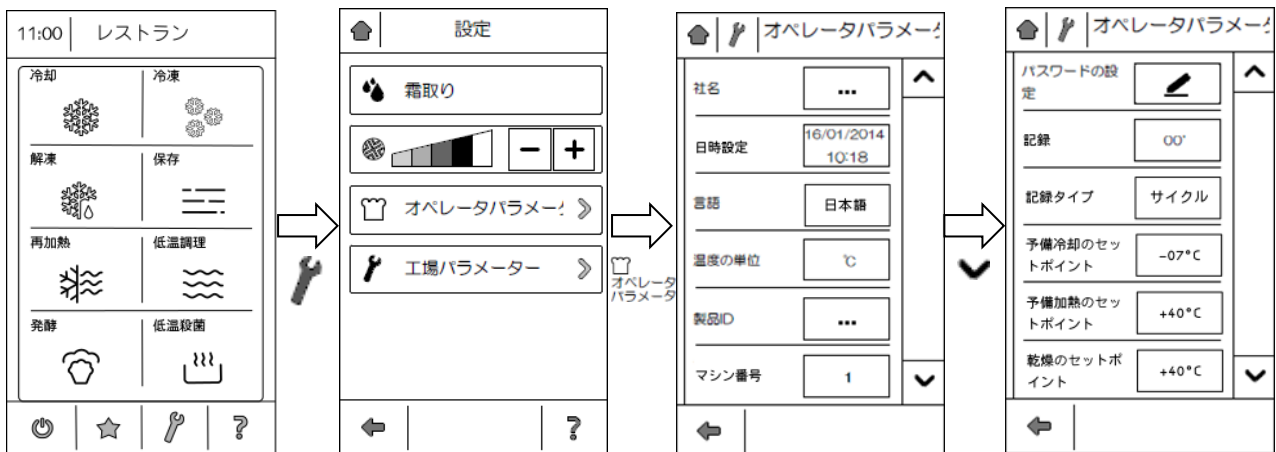 11:00 レストラン
冷却 冷凍
解凍 保存
再加熱 低温調理
発酵 低温殺菌
?
設定
霜取り
− +
オペレータパラメー
工場パラメーター
?
オペレータ
パラメータ
オペレータパラメー
社名 ...
日時設定 16/01/2014
10:18
言語 日本語
温度の単位 ℃
製品ID ...
マシン番号 1
オペレータパラメー
パスワードの設
定
記録 00'
記録タイプ サイクル
予備冷却のセッ
トポイント -07°C
予備加熱のセッ
トポイント +40°C
乾燥のセットポ
イント +40°C